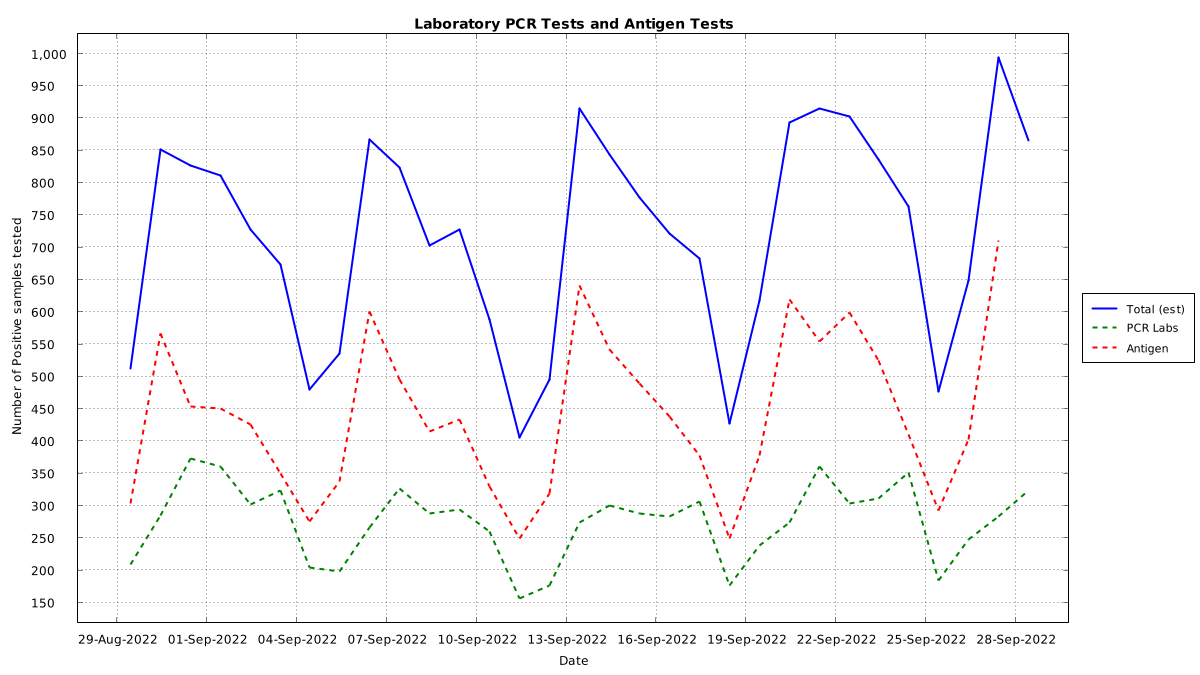 Laboratory PCR Tests and Antigen Tests
1,000
950
900
850
800
750
700
650
600
550
500
450
400
350
300
250
200
150
Number of Positive samples tested
29-Aug-2022 01-Sep-2022 04-Sep-2022 07-Sep-2022 10-Sep-2022 13-Sep-2022 16-Sep-2022 19-Sep-2022 22-Sep-2022 25-Sep-2022 28-Sep-2022
Date
Total (est)
PCR Labs
Antigen